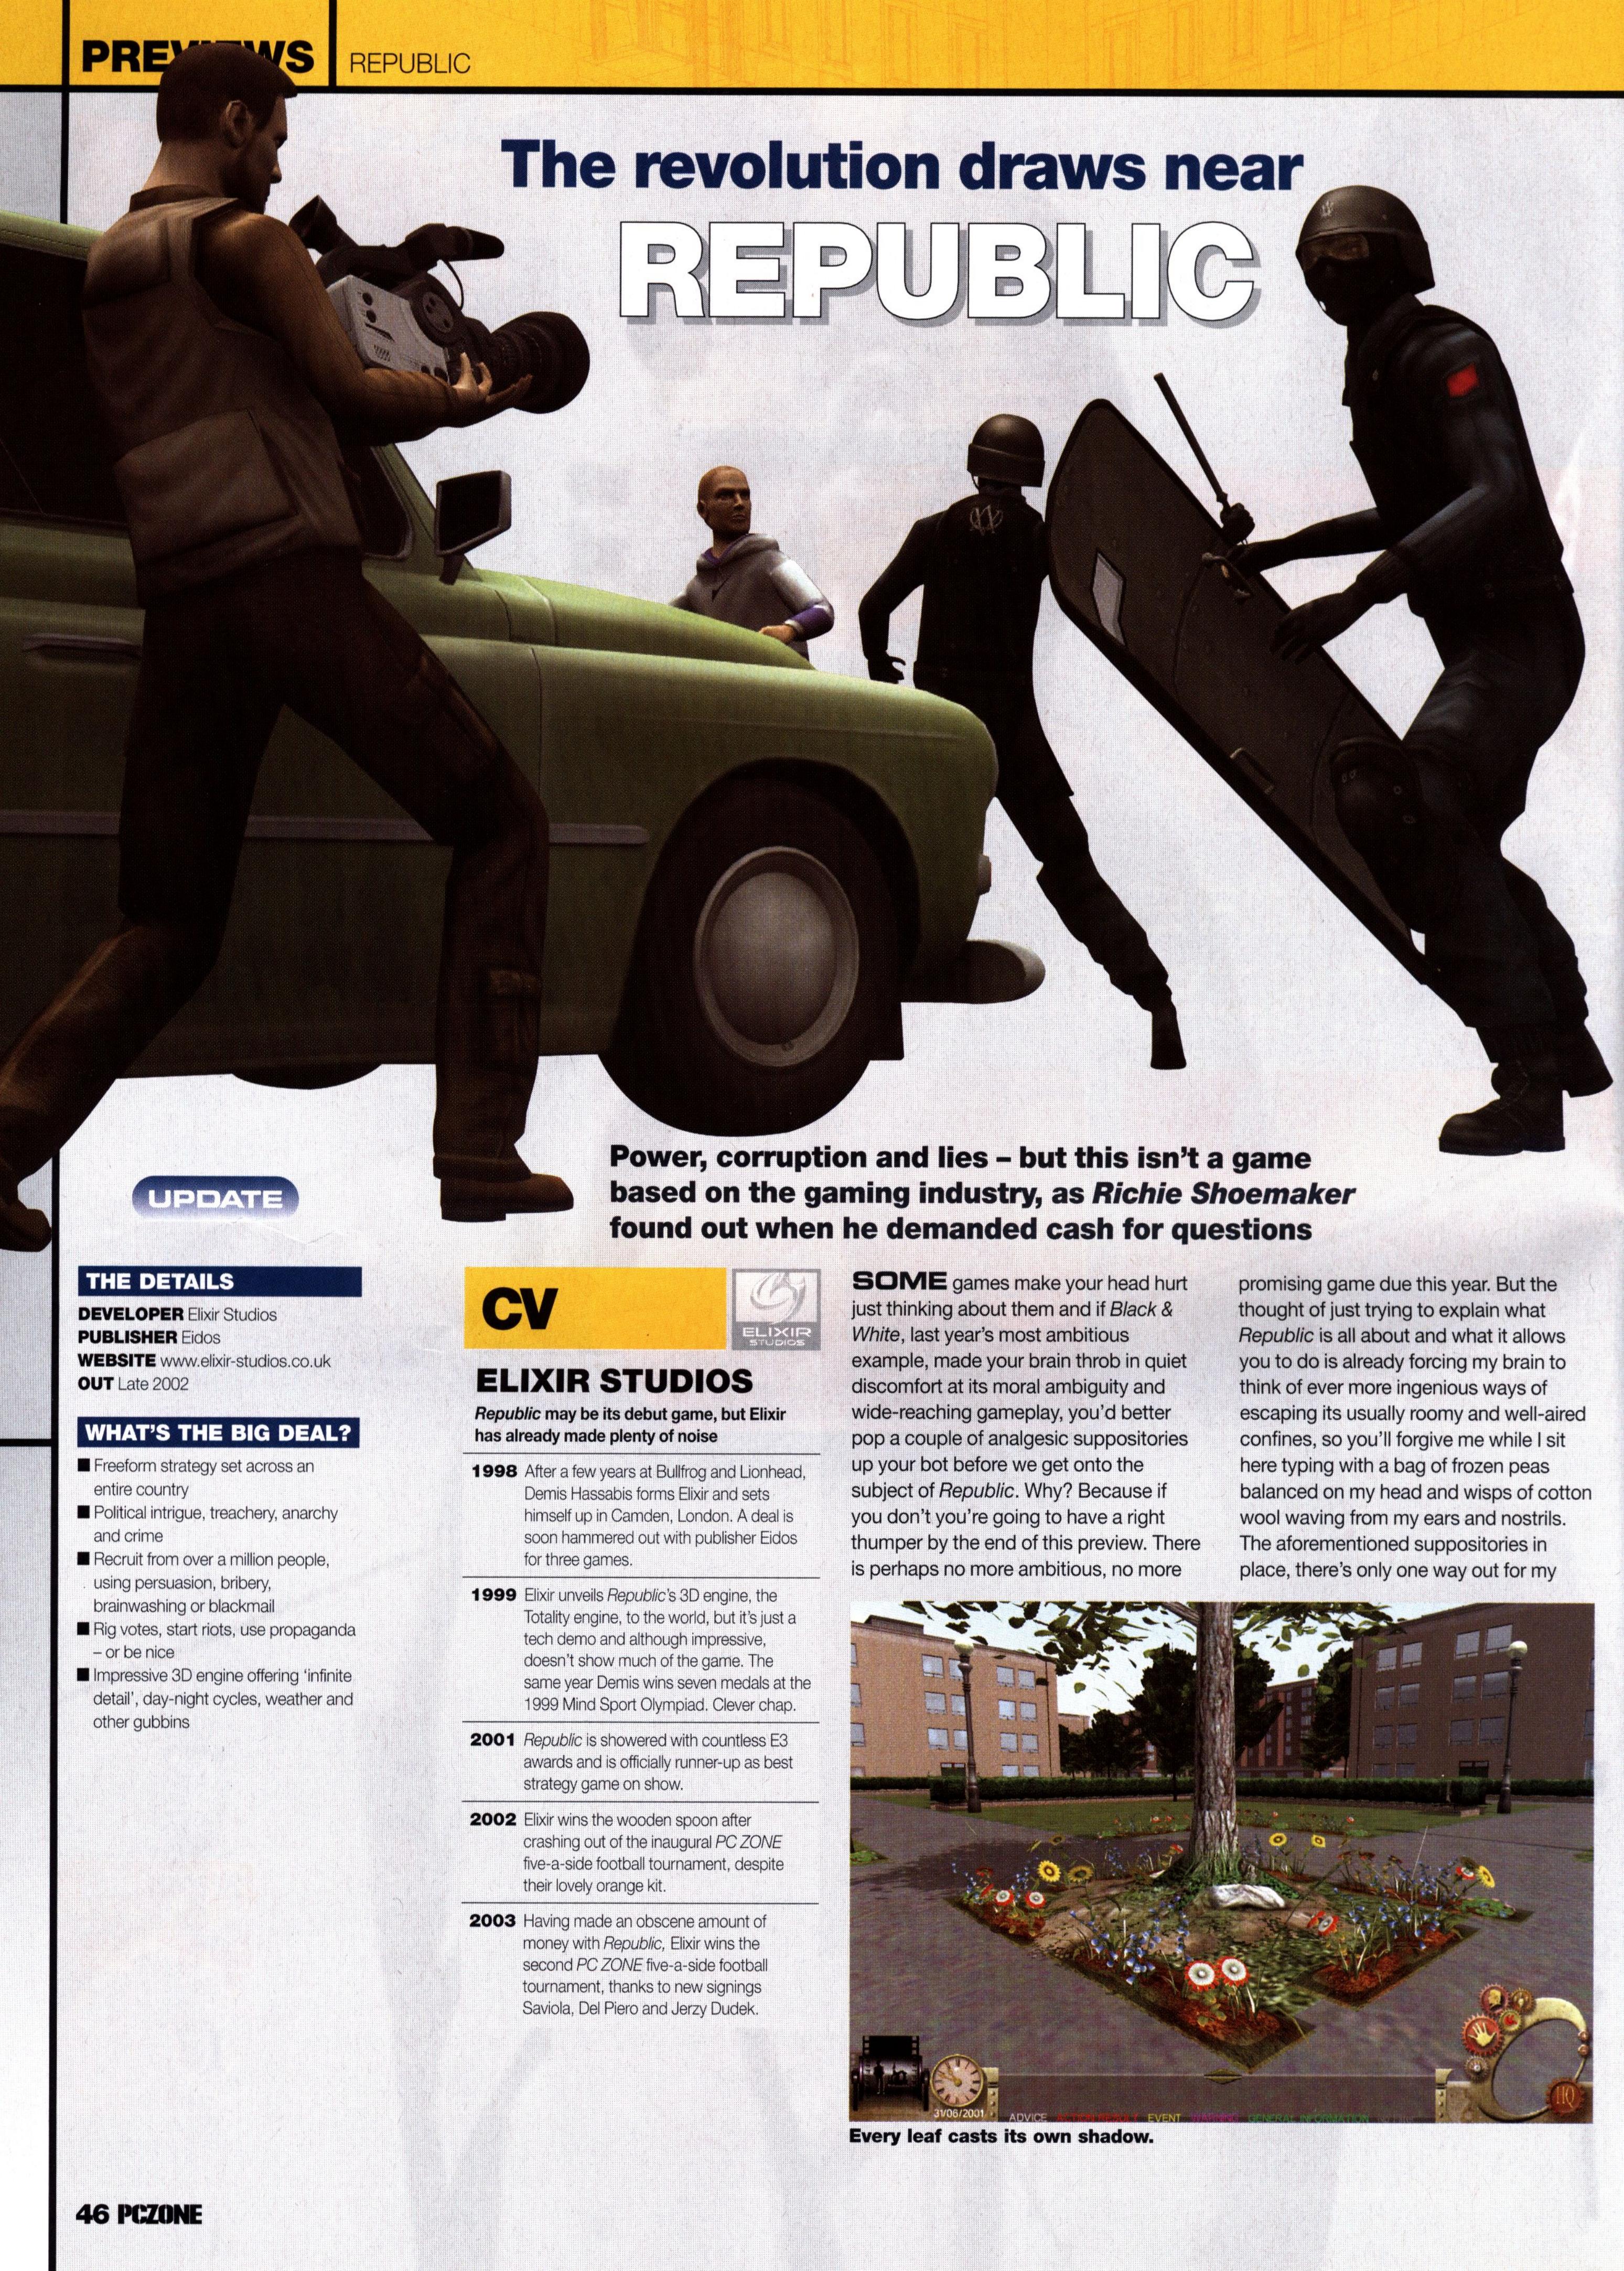 PREVIEWS
REPUBLIC
The revolution draws near
REPUBLIC
Power, corruption and lies – but this isn't a game
based on the gaming industry, as Richie Shoemaker
found out when he demanded cash for questions
UPDATE
THE DETAILS
DEVELOPER Elixir Studios
PUBLISHER Eidos
WEBSITE www.elixir-studios.co.uk
OUT Late 2002
WHAT'S THE BIG DEAL?
■ Freeform strategy set across an
entire country
■ Political intrigue, treachery, anarchy
and crime
■ Recruit from over a million people,
using persuasion, bribery,
brainwashing or blackmail
■ Rig votes, start riots, use propaganda
– or be nice
■ Impressive 3D engine offering 'infinite
detail', day-night cycles, weather and
other gubbins
CV
ELIXIR
STUDIOS
ELIXIR STUDIOS
Republic may be its debut game, but Elixir
has already made plenty of noise
1998 After a few years at Bullfrog and Lionhead,
Demis Hassabis forms Elixir and sets
himself up in Camden, London. A deal is
soon hammered out with publisher Eidos
for three games.
1999 Elixir unveils Republic's 3D engine, the
Totality engine, to the world, but it's just a
tech demo and although impressive,
doesn't show much of the game. The
same year Demis wins seven medals at the
1999 Mind Sport Olympiad. Clever chap.
2001 Republic is showered with countless E3
awards and is officially runner-up as best
strategy game on show.
2002 Elixir wins the wooden spoon after
crashing out of the inaugural PC ZONE
five-a-side football tournament, despite
their lovely orange kit.
2003 Having made an obscene amount of
money with Republic, Elixir wins the
second PC ZONE five-a-side football
tournament, thanks to new signings
Saviola, Del Piero and Jerzy Dudek.
SOME games make your head hurt
just thinking about them and if Black &
White, last year's most ambitious
example, made your brain throb in quiet
discomfort at its moral ambiguity and
wide-reaching gameplay, you'd better
pop a couple of analgesic suppositories
up your bot before we get onto the
subject of Republic. Why? Because if
you don't you're going to have a right
thumper by the end of this preview. There
is perhaps no more ambitious, no more
promising game due this year. But the
thought of just trying to explain what
Republic is all about and what it allows
you to do is already forcing my brain to
think of ever more ingenious ways of
escaping its usually roomy and well-aired
confines, so you'll forgive me while I sit
here typing with a bag of frozen peas
balanced on my head and wisps of cotton
wool waving from my ears and nostrils.
The aforementioned suppositories in
place, there's only one way out for my
31/06/2001
ADVICE ACTION RESULT EVENT WARNING GENERAL INFORMATION
HQ
Every leaf casts its own shadow.
46 PCZONE